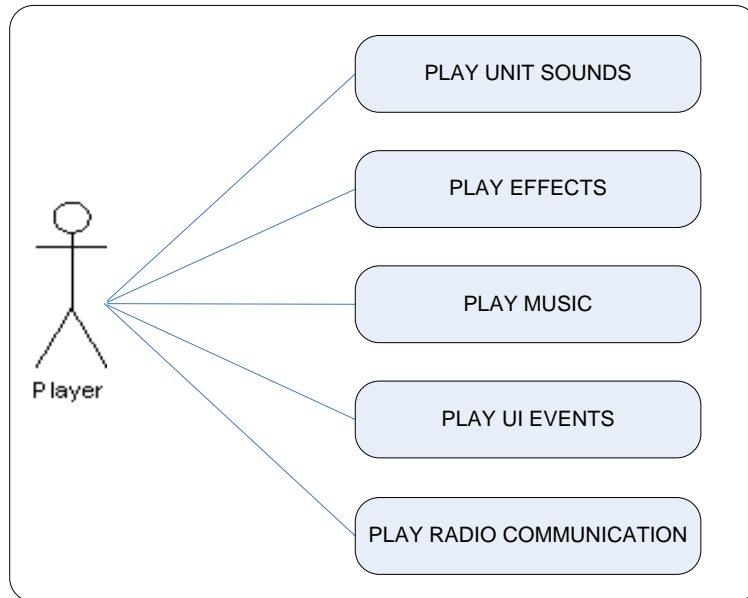 PLAY UNIT SOUNDS
PLAY EFFECTS
PLAY MUSIC
Player
PLAY UI EVENTS
PLAY RADIO COMMUNICATION